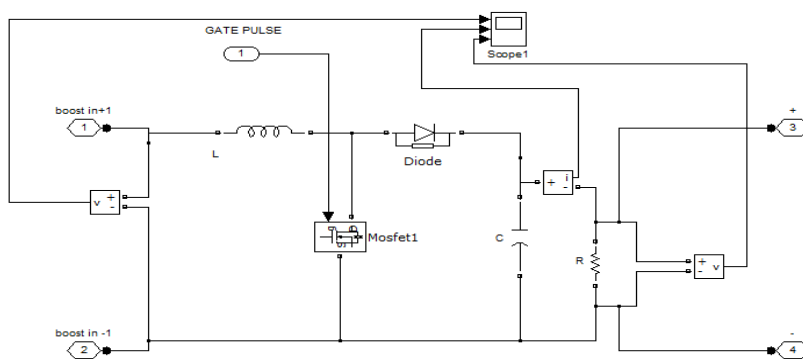 GATE PULSE
1
Scope1
boost in+1
1
L
Diode
+
3
v
+
-
+
i
-
g
D
S
Mosfet1
C
R
+
-
v
boost in -1
2
-
4